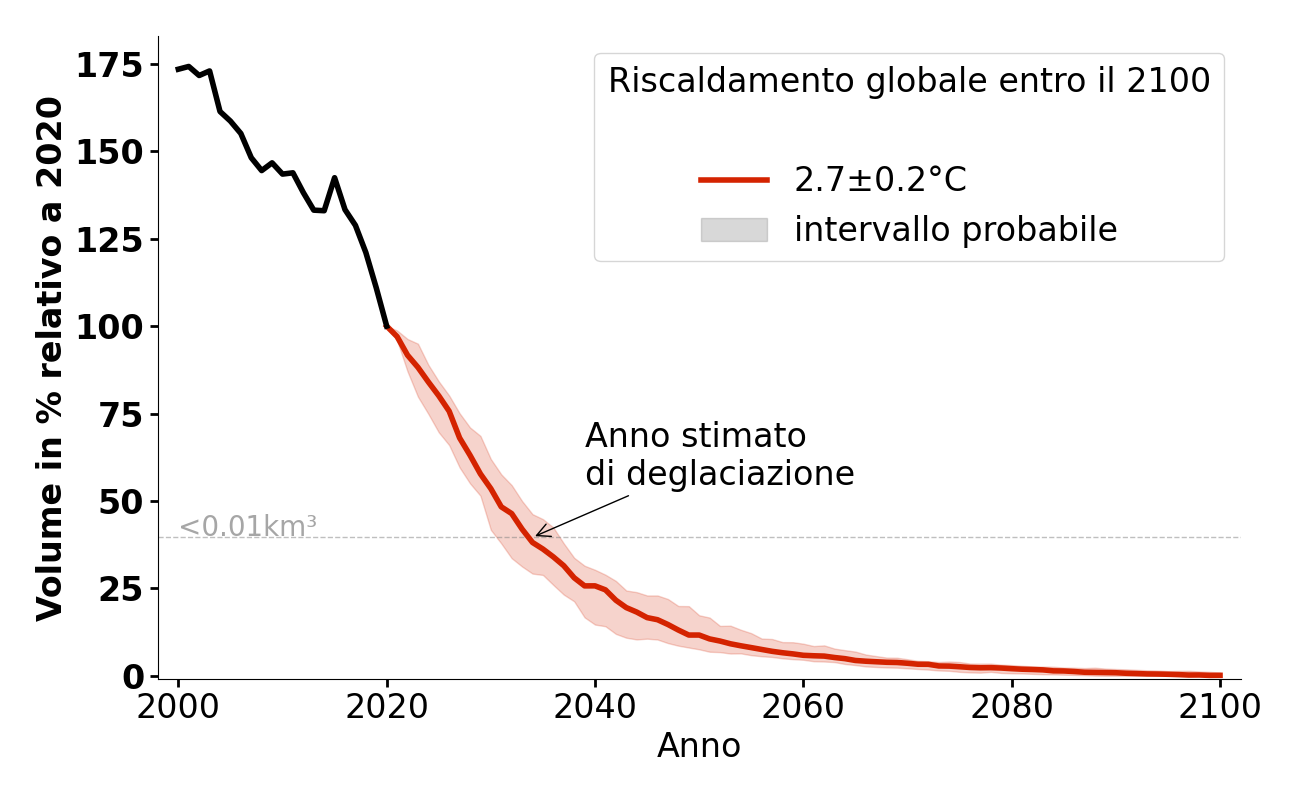 Volume in % relativo a 2020
175
150
125
100
75
50
25
0
Riscaldamento globale entro il 2100
2.7±0.2°C
intervallo probabile
Anno stimato
di deglaciazione
<0.01km³
2000 2020 2040 2060 2080 2100
Anno